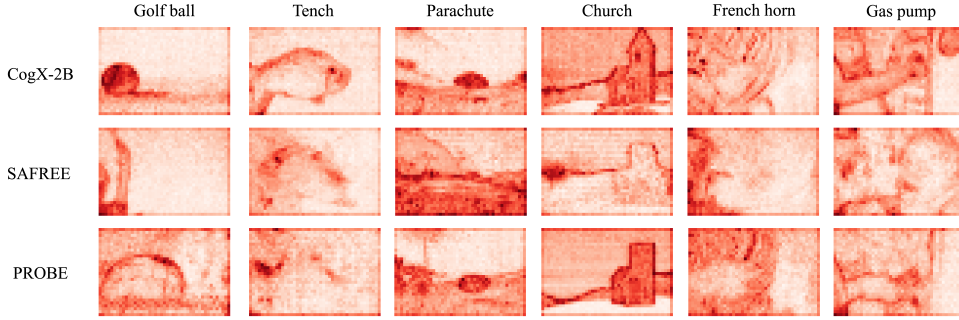 Golf ball Tench Parachute Church French horn Gas pump
CogX-2B
SAFREE
PROBE